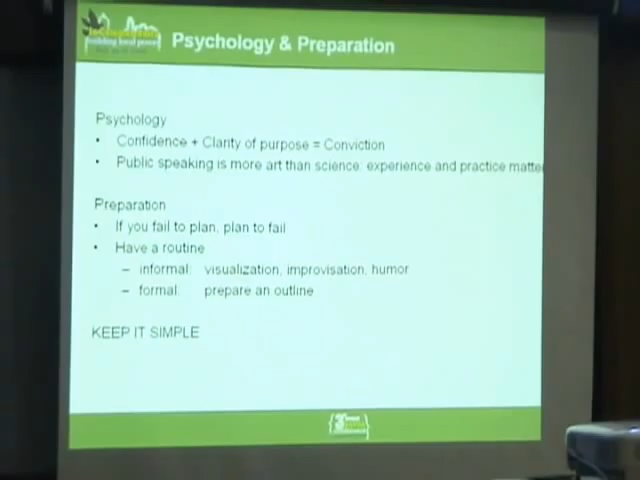 Psychology & Preparation
Psychology
• Confidence + Clarity of purpose = Conviction
• Public speaking is more art than science: experience and practice matter
Preparation
• If you fail to plan, plan to fail
• Have a routine
– informal: visualization, improvisation, humor
– formal: prepare an outline
KEEP IT SIMPLE